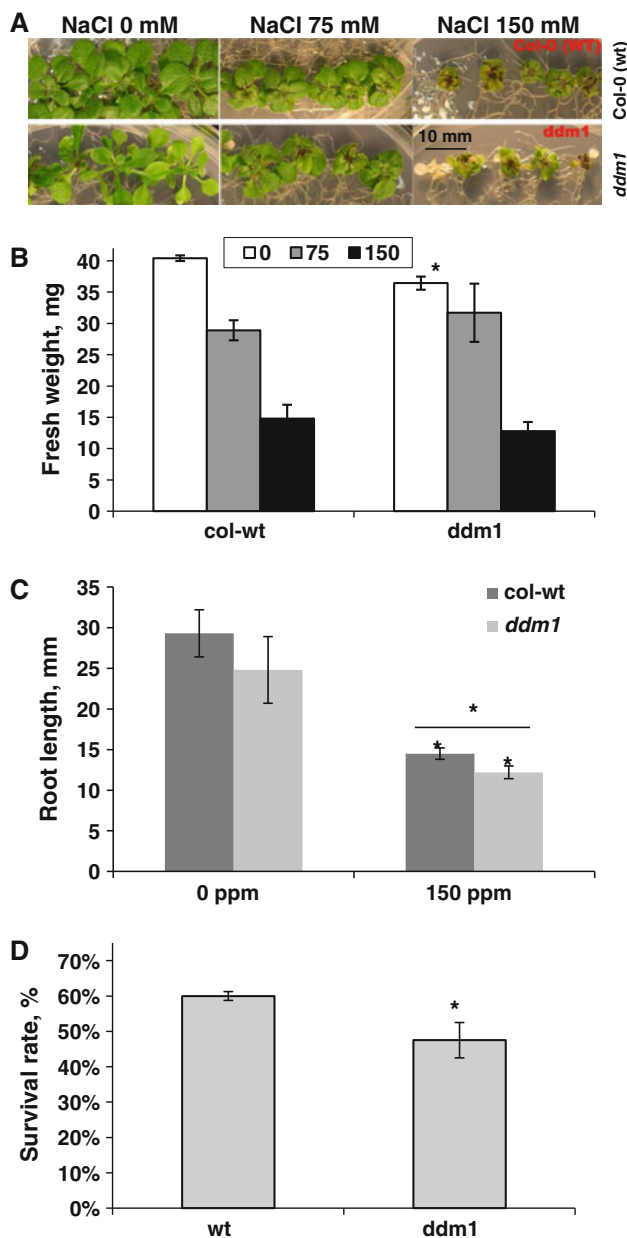 A
NaCl 0 mM NaCl 75 mM NaCl 150 mM
Col-0 (WT)
Col-0 (wt)
10 mm
ddm1
ddm1
B
Fresh weight, mg
0 75 150
40
35
30
25
20
15
10
5
0
*
col-wt ddm1
C
Root length, mm
35
30
25
20
15
10
5
0
col-wt
ddm1
*
* *
0 ppm 150 ppm
D
Survival rate, %
70%
60%
50%
40%
30%
20%
10%
0%
*
wt ddm1